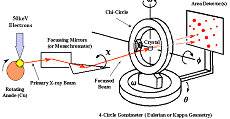 ω
Area Detector(s)
50keV
Electrons
Chi-Circle
Focussing Mirrors
(or Monochromator)
χ
Crystal
φ
Primary X-ray Beam
Focused
Beam
Rotating
Anode (Cu)
ω
θ
4-Circle Goniometer (Eulerian or Kappa Geometry)